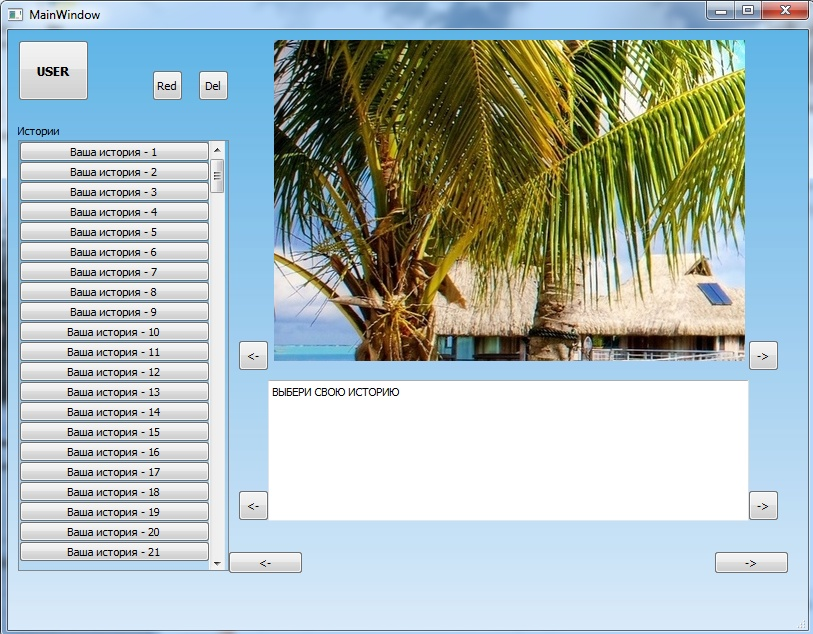 MainWindow
USER
Red
Del
Истории
Ваша история - 1
Ваша история - 2
Ваша история - 3
Ваша история - 4
Ваша история - 5
Ваша история - 6
Ваша история - 7
Ваша история - 8
Ваша история - 9
Ваша история - 10
Ваша история - 11
Ваша история - 12
Ваша история - 13
Ваша история - 14
Ваша история - 15
Ваша история - 16
Ваша история - 17
Ваша история - 18
Ваша история - 19
Ваша история - 20
Ваша история - 21
<-
->
ВЫБЕРИ СВОЮ ИСТОРИЮ
<-
->
<-
->